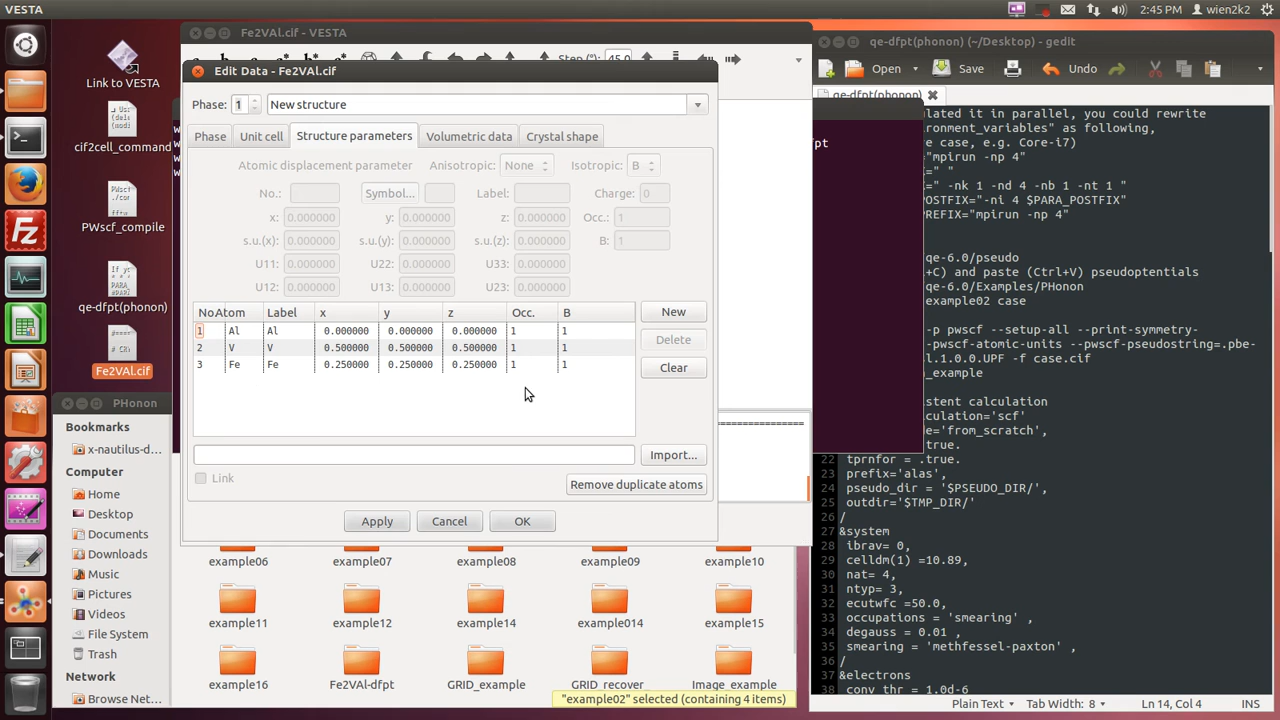 VESTA
2:45 PM
wien2k2
Link to VESTA
cif2cell_command
PWscf_compile
qe-dfpt(phonon)
Fe2VAl.cif
Fe2VAl.cif - VESTA
Step (°): 45.0
Edit Data - Fe2VAl.cif
Phase: 1 New structure
Phase
Unit cell
Structure parameters
Volumetric data
Crystal shape
Atomic displacement parameter
Anisotropic: None
Isotropic: B
No.:
Symbol...
Label:
Charge: 0
x: 0.000000
y: 0.000000
z: 0.000000
Occ.: 1
s.u.(x): 0.000000
s.u.(y): 0.000000
s.u.(z): 0.000000
B: 1
U11: 0.000000
U22: 0.000000
U33: 0.000000
U12: 0.000000
U13: 0.000000
U23: 0.000000
No Atom Label x y z Occ. B
1 Al Al 0.000000 0.000000 0.000000 1 1
2 V V 0.500000 0.500000 0.500000 1 1
3 Fe Fe 0.250000 0.250000 0.250000 1 1
New
Delete
Clear
Import...
Link
Remove duplicate atoms
Apply
Cancel
OK
PHonon
Bookmarks
x-nautilus-d...
Computer
Home
Desktop
Documents
Downloads
Music
Pictures
Videos
File System
Trash
Network
Browse Net...
example06
example07
example08
example09
example10
example11
example12
example14
example014
example15
example16
Fe2VAl-dfpt
GRID_example
GRID_recover_
Image_example
"example02" selected (containing 4 items)
qe-dfpt(phonon) (~/Desktop) - gedit
Open
Save
Undo
qe-dfpt(phonon)
ulated it in parallel, you could rewrite
ironment_variables" as following,
e case, e.g. Core-i7)
="mpirun -np 4"
=" "
=" -nk 1 -nd 4 -nb 1 -nt 1 "
POSTFIX="-ni 4 $PARA_POSTFIX"
PREFIX="mpirun -np 4"
qe-6.0/pseudo
+C) and paste (Ctrl+V) pseudoptentials
qe-6.0/Examples/PHonon
example02 case
-p pwscf --setup-all --print-symmetry-
-pwscf-atomic-units --pwscf-pseudostring=.pbe-
l.1.0.0.UPF -f case.cif
n_example
istent calculation
lculation='scf'
de='from_scratch',
true.
22 tprnfor = .true.
23 prefix='alas',
24 pseudo_dir = '$PSEUDO_DIR/',
25 outdir='$TMP_DIR/'
26 /
27 &system
28 ibrav= 0,
29 celldm(1) =10.89,
30 nat= 4,
31 ntyp= 3,
32 ecutwfc =50.0,
33 occupations = 'smearing' ,
34 degauss = 0.01 ,
35 smearing = 'methfessel-paxton' ,
36 /
37 &electrons
38 conv_thr = 1.0d-6
Plain Text
Tab Width: 8
Ln 14, Col 4
INS